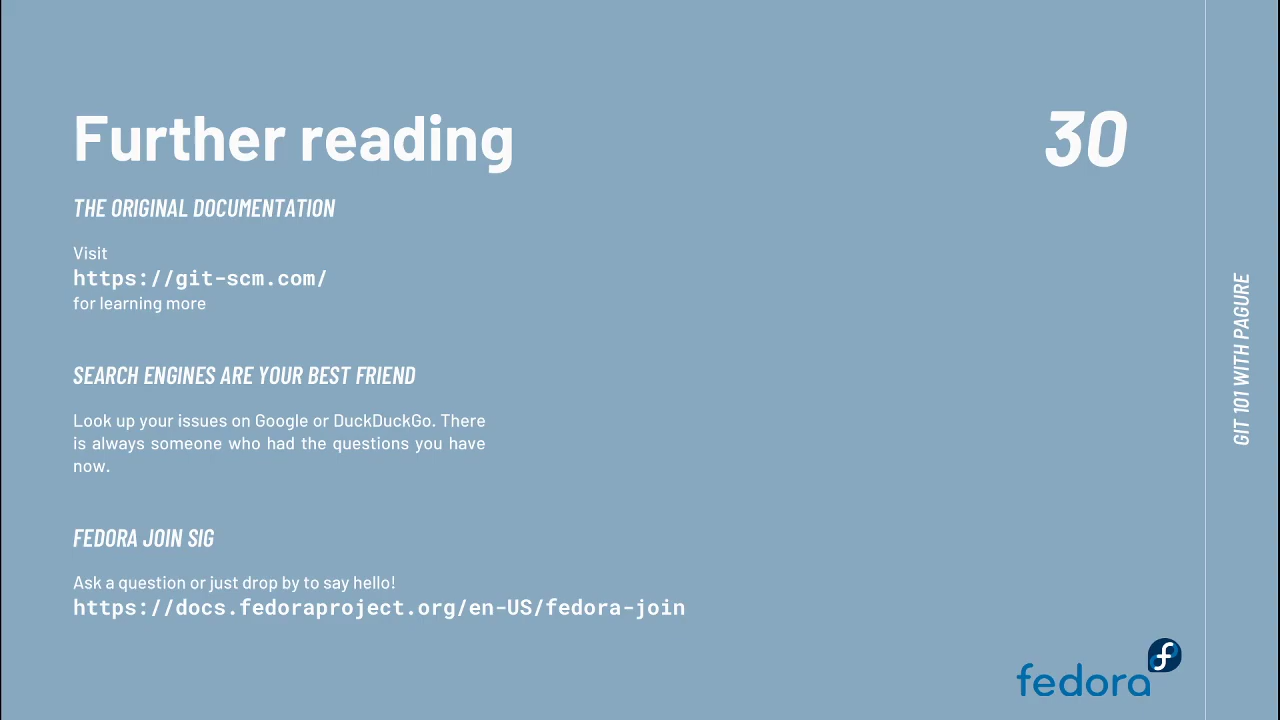 Further reading
30
THE ORIGINAL DOCUMENTATION
Visit
https://git-scm.com/
for learning more
SEARCH ENGINES ARE YOUR BEST FRIEND
Look up your issues on Google or DuckDuckGo. There
is always someone who had the questions you have
now.
FEDORA JOIN SIG
Ask a question or just drop by to say hello!
https://docs.fedoraproject.org/en-US/fedora-join
GIT 101 WITH PAGURE
fedora